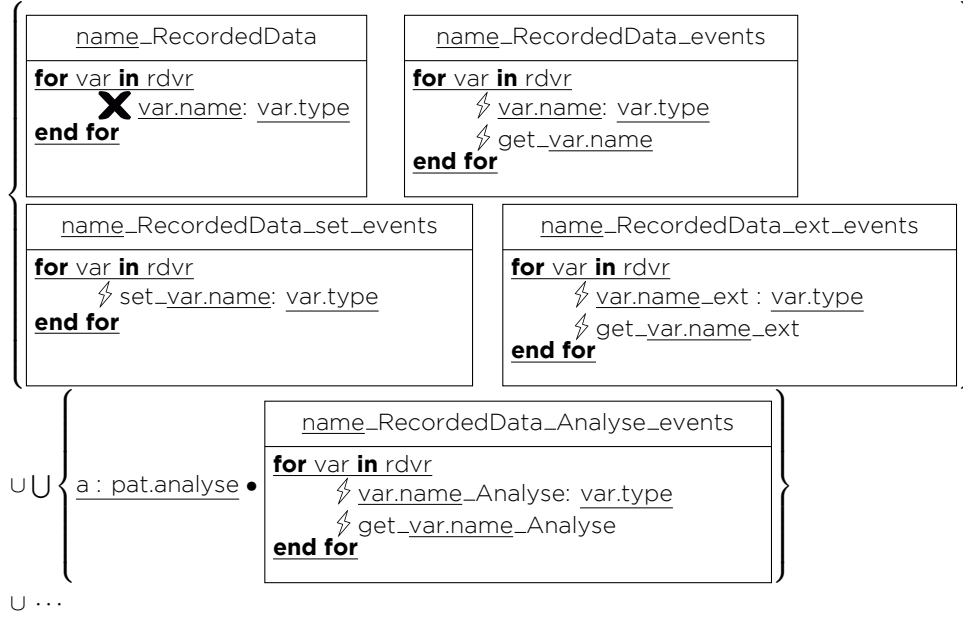 name_RecordedData name_RecordedData_events
for var in rdvr for var in rdvr
✖ var.name: var.type ⚡ var.name: var.type
end for ⚡ get_var.name
end for
name_RecordedData_set_events name_RecordedData_ext_events
for var in rdvr for var in rdvr
⚡ set_var.name: var.type ⚡ var.name_ext : var.type
end for ⚡ get_var.name_ext
end for
name_RecordedData_Analyse_events
for var in rdvr
∪⋃ { a : pat.analyse • ⚡ var.name_Analyse: var.type
⚡ get_var.name_Analyse
end for
∪ ···